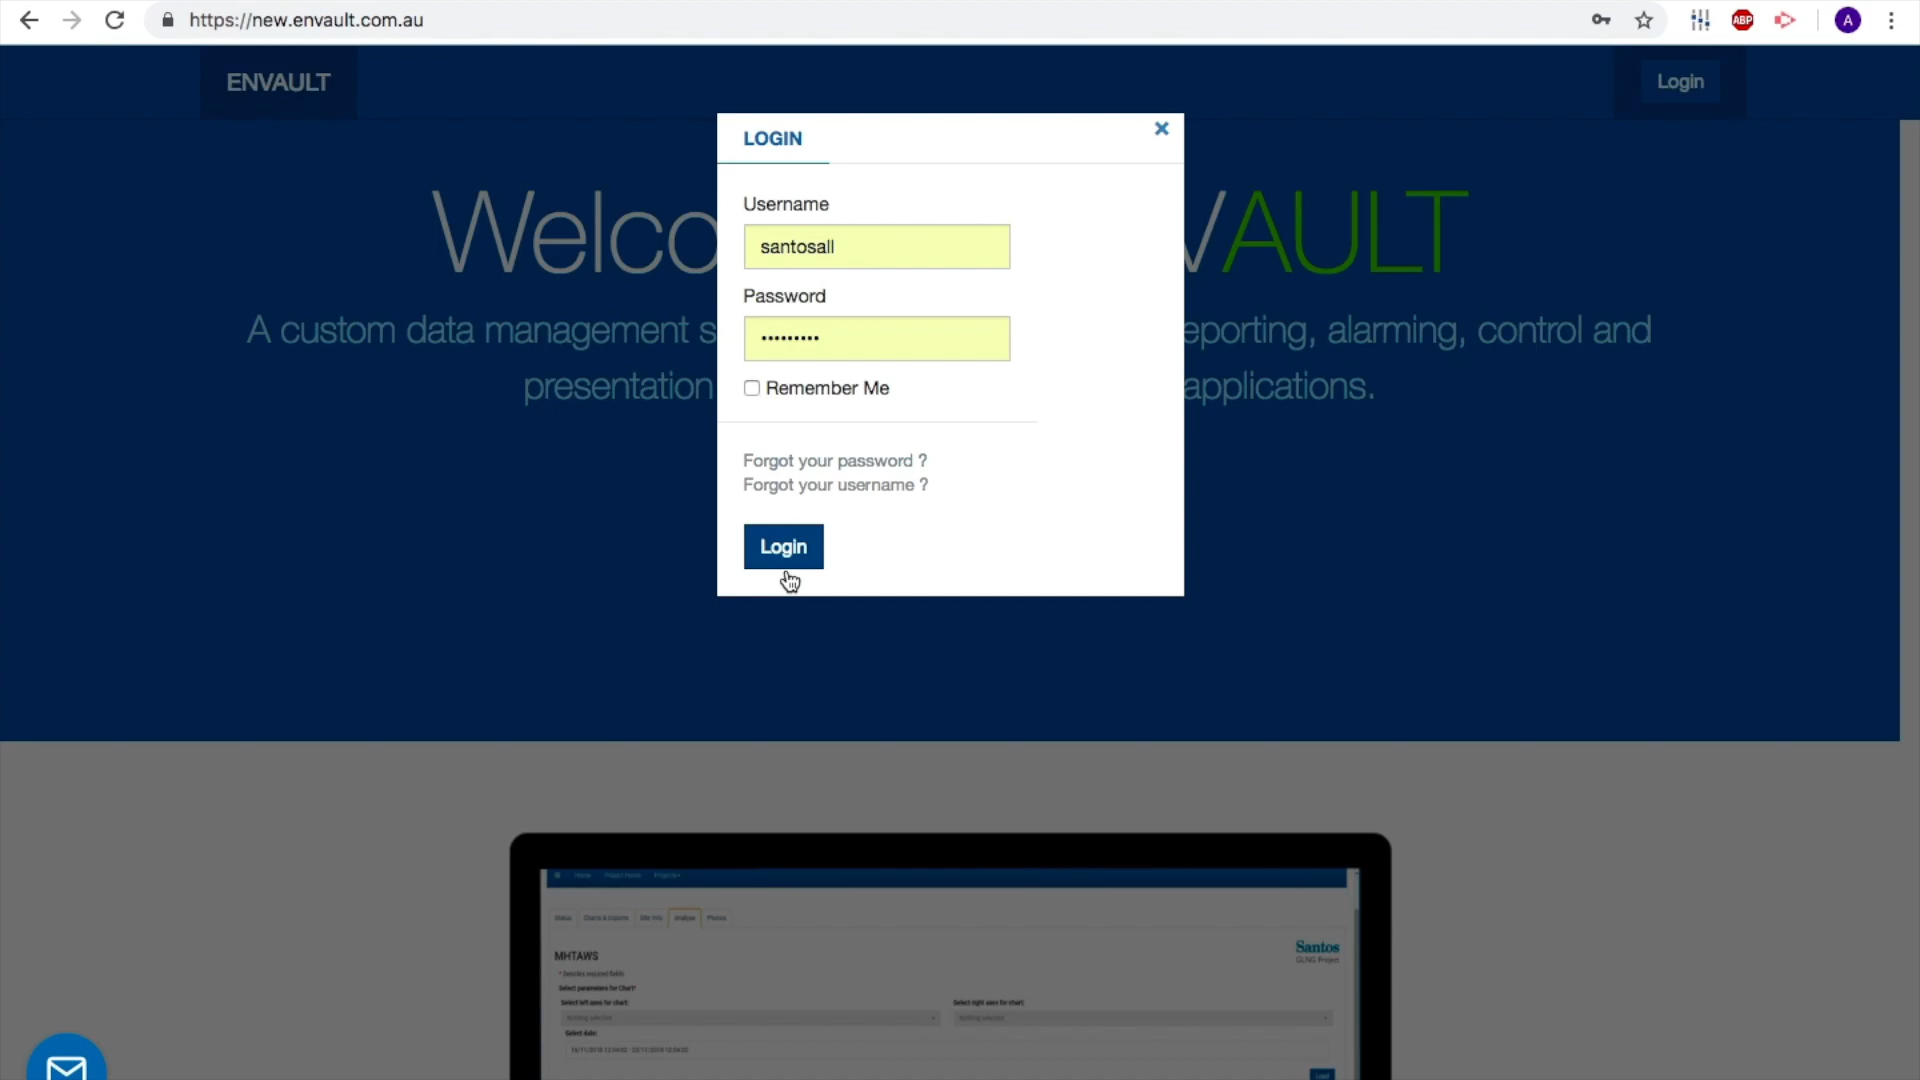 https://new.envault.com.au
ABP
A
ENVAULT
Login
LOGIN
Welco VAULT
Username
santosall
A custom data management s eporting, alarming, control and
Password
•••••••••
presentation applications.
Remember Me
Forgot your password ?
Forgot your username ?
Login
Home Project Home Projects
Status Charts & Exports Site Info Analyse Photos
Santos
GLNG Project
MHTAWS
* Denotes required fields
Select parameters for Chart*
Select left axes for chart: Select right axes for chart:
Nothing selected Nothing selected
Select date:
Load